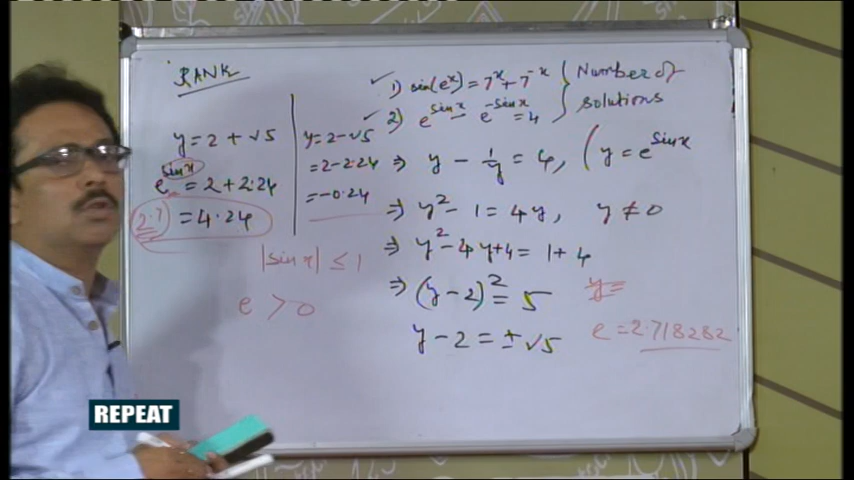 RANK
1) sin(e^x) = 7^x + 7^-x } Number of
2) e^sinx - e^-sinx = 4 } solutions
⇒ y - 1/y = 4, (y = e^sinx
⇒ y² - 1 = 4y, y ≠ 0
⇒ y² - 4y + 4 = 1 + 4
⇒ (y - 2)² = 5
y =
y - 2 = ± √5
e = 2.718282
y = 2 - √5
= 2 - 2.24
= -0.24
y = 2 + √5
e^sinx = 2 + 2.24
(2.7) = 4.24
|sin x| ≤ 1
e > 0
REPEAT